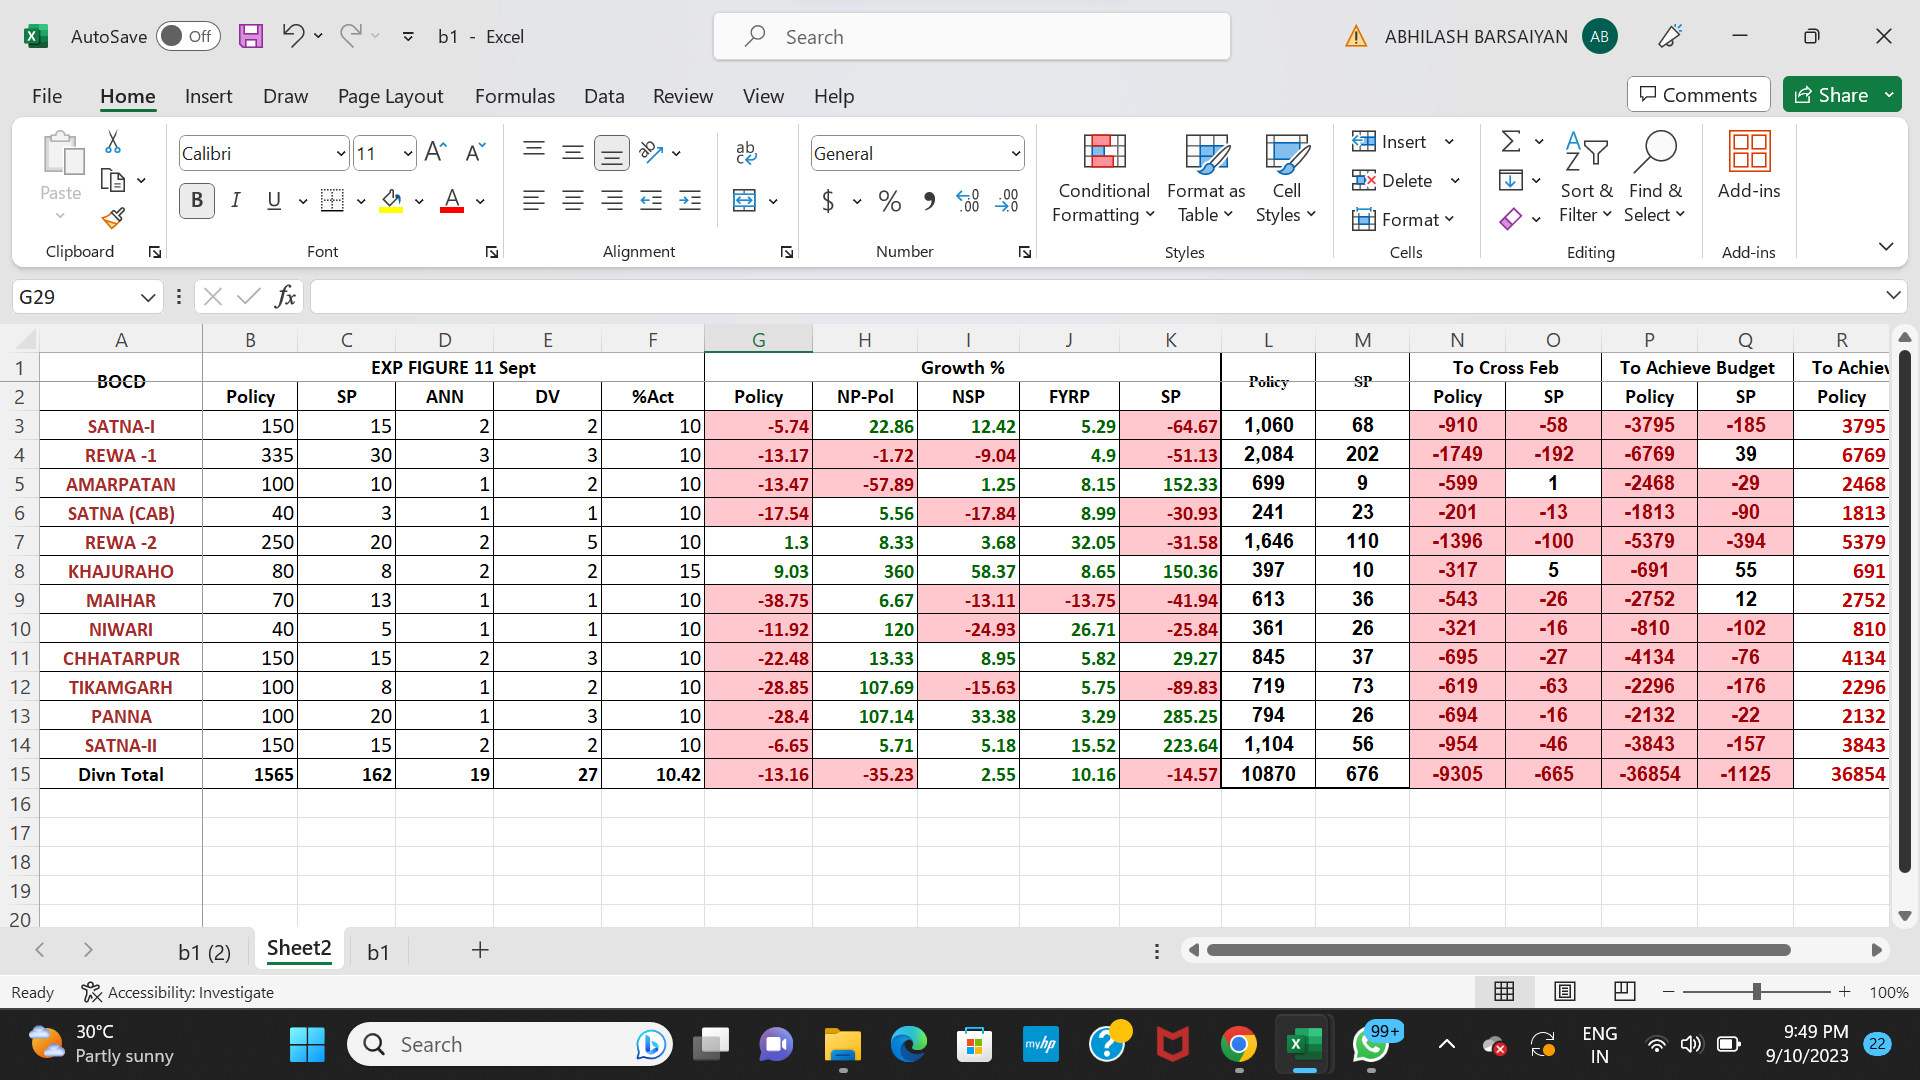 AutoSave Off b1 - Excel Search ABHILASH BARSAIYAN AB
File Home Insert Draw Page Layout Formulas Data Review View Help Comments Share
Paste Calibri 11 General Conditional Formatting Format as Table Cell Styles Insert Delete Format Sort & Filter Find & Select Add-ins
Clipboard Font Alignment Number Styles Cells Editing Add-ins
G29 fx
A B C D E F G H I J K L M N O P Q R
1 BOCD EXP FIGURE 11 Sept Growth % Policy SP To Cross Feb To Achieve Budget To Achiev
2 Policy SP ANN DV %Act Policy NP-Pol NSP FYRP SP Policy SP Policy SP Policy
3 SATNA-I 150 15 2 2 10 -5.74 22.86 12.42 5.29 -64.67 1,060 68 -910 -58 -3795 -185 3795
4 REWA -1 335 30 3 3 10 -13.17 -1.72 -9.04 4.9 -51.13 2,084 202 -1749 -192 -6769 39 6769
5 AMARPATAN 100 10 1 2 10 -13.47 -57.89 1.25 8.15 152.33 699 9 -599 1 -2468 -29 2468
6 SATNA (CAB) 40 3 1 1 10 -17.54 5.56 -17.84 8.99 -30.93 241 23 -201 -13 -1813 -90 1813
7 REWA -2 250 20 2 5 10 1.3 8.33 3.68 32.05 -31.58 1,646 110 -1396 -100 -5379 -394 5379
8 KHAJURAHO 80 8 2 2 15 9.03 360 58.37 8.65 150.36 397 10 -317 5 -691 55 691
9 MAIHAR 70 13 1 1 10 -38.75 6.67 -13.11 -13.75 -41.94 613 36 -543 -26 -2752 12 2752
10 NIWARI 40 5 1 1 10 -11.92 120 -24.93 26.71 -25.84 361 26 -321 -16 -810 -102 810
11 CHHATARPUR 150 15 2 3 10 -22.48 13.33 8.95 5.82 29.27 845 37 -695 -27 -4134 -76 4134
12 TIKAMGARH 100 8 1 2 10 -28.85 107.69 -15.63 5.75 -89.83 719 73 -619 -63 -2296 -176 2296
13 PANNA 100 20 1 3 10 -28.4 107.14 33.38 3.29 285.25 794 26 -694 -16 -2132 -22 2132
14 SATNA-II 150 15 2 2 10 -6.65 5.71 5.18 15.52 223.64 1,104 56 -954 -46 -3843 -157 3843
15 Divn Total 1565 162 19 27 10.42 -13.16 -35.23 2.55 10.16 -14.57 10870 676 -9305 -665 -36854 -1125 36854
16
17
18
19
20
b1 (2) Sheet2 b1
Ready Accessibility: Investigate 100%
30°C
Partly sunny
Search myhp 99+ ENG
IN
9:49 PM
9/10/2023 22